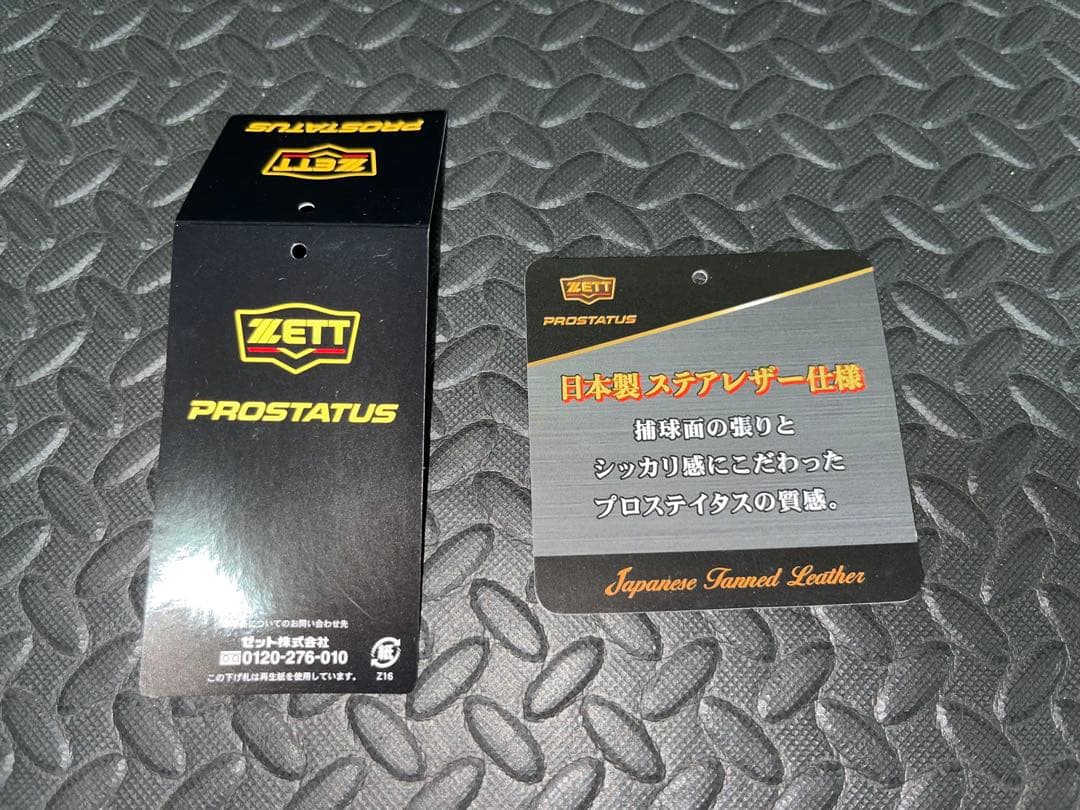 PROSTATUS
ZETT
ZETT
PROSTATUS
についてのお問い合わせ先
ゼット株式会社
0120-276-010
この下げ札は再生紙を使用しています。
紙
Z16
ZETT
PROSTATUS
日本製 ステアレザー仕様
捕球面の張りと
シッカリ感にこだわった
プロステイタスの質感。
Japanese Tanned Leather